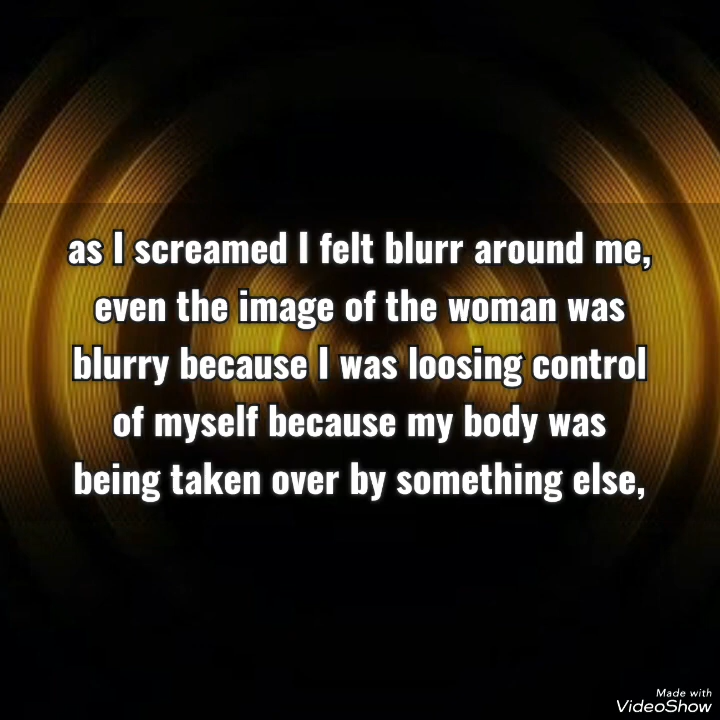 as I screamed I felt blurr around me,
even the image of the woman was
blurry because I was loosing control
of myself because my body was
being taken over by something else,
Made with
VideoShow